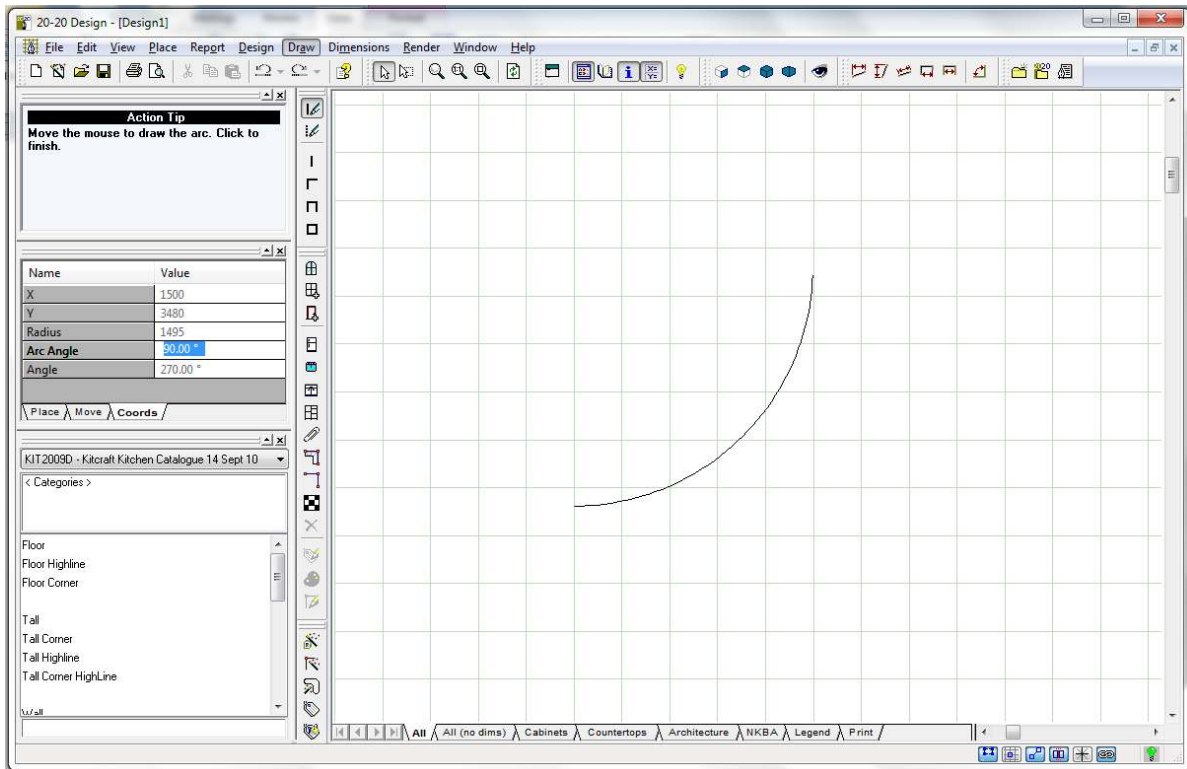 20-20 Design - [Design1]
File Edit View Place Report Design Draw Dimensions Render Window Help
Action Tip
Move the mouse to draw the arc. Click to
finish.
Name Value
X 1500
Y 3480
Radius 1495
Arc Angle 90.00 °
Angle 270.00 °
Place Move Coords
KIT2009D - Kitcraft Kitchen Catalogue 14 Sept 10
< Categories >
Floor
Floor Highline
Floor Corner
Tall
Tall Corner
Tall Highline
Tall Corner HighLine
Wall
All All (no dims) Cabinets Countertops Architecture NKBA Legend Print